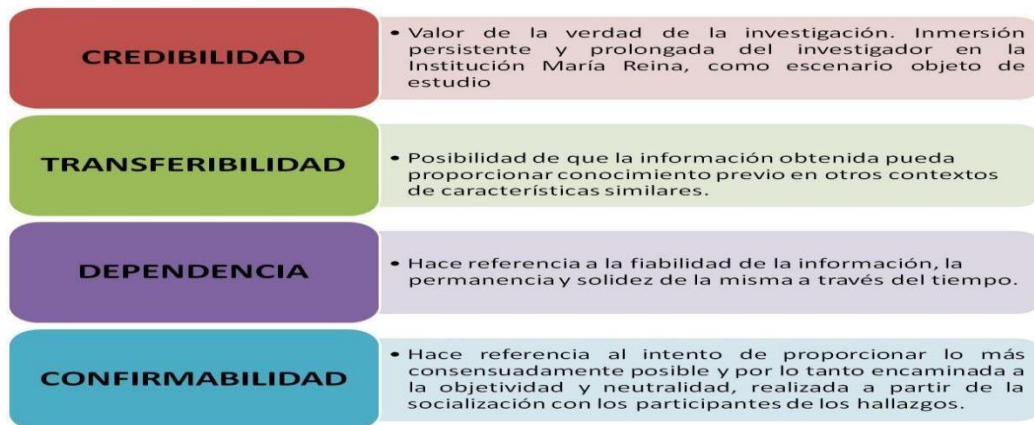 CREDIBILIDAD
• Valor de la verdad de la investigación. Inmersión
persistente y prolongada del investigador en la
Institución María Reina, como escenario objeto de
estudio
TRANSFERIBILIDAD
• Posibilidad de que la información obtenida pueda
proporcionar conocimiento previo en otros contextos
de características similares.
DEPENDENCIA
• Hace referencia a la fiabilidad de la información, la
permanencia y solidez de la misma a través del tiempo.
CONFIRMABILIDAD
• Hace referencia al intento de proporcionar lo más
consensuadamente posible y por lo tanto encaminada a
la objetividad y neutralidad, realizada a partir de la
socialización con los participantes de los hallazgos.